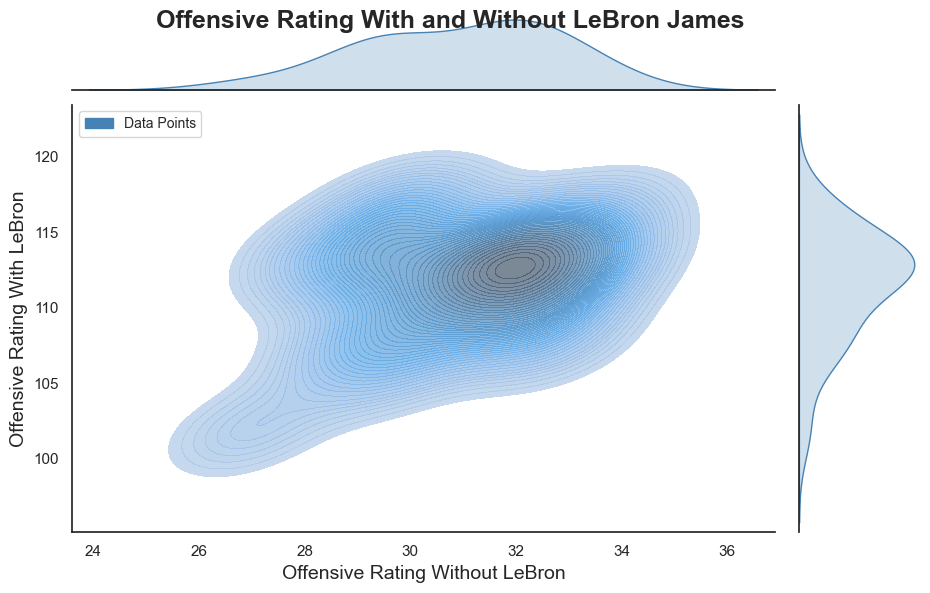 Offensive Rating With and Without LeBron James
Data Points
120
115
110
105
100
Offensive Rating With LeBron
24 26 28 30 32 34 36
Offensive Rating Without LeBron